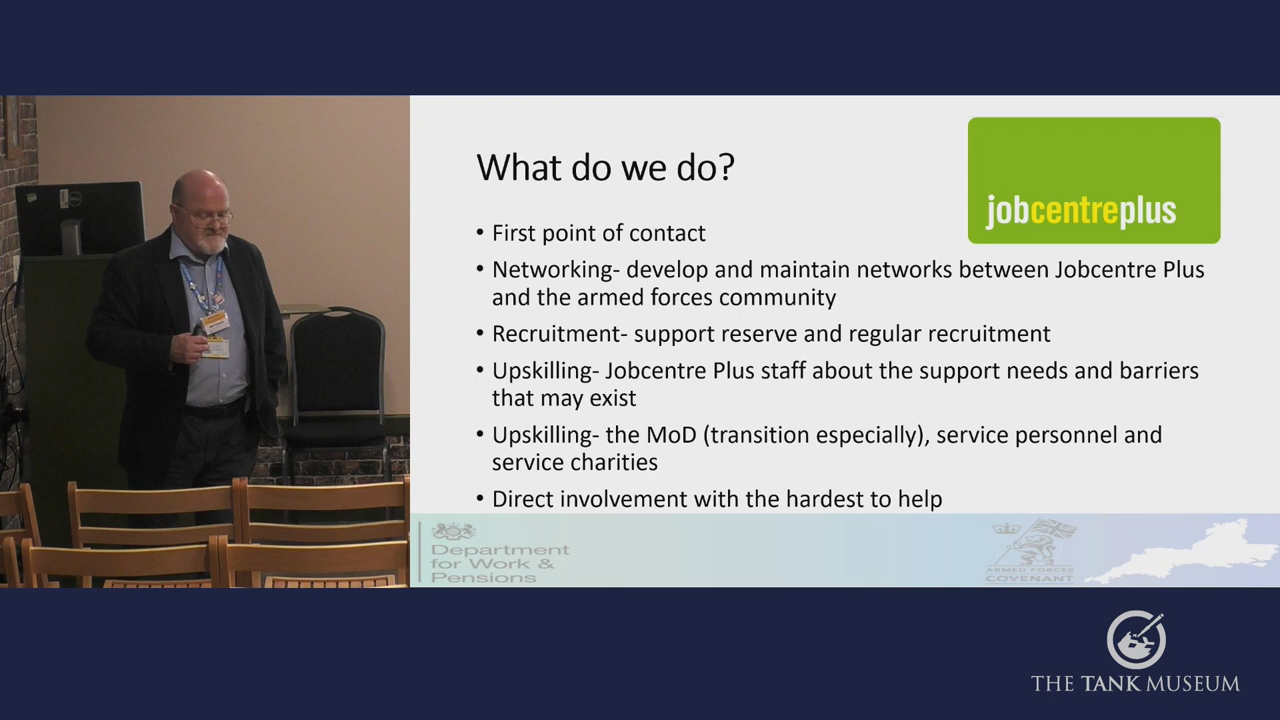 What do we do?
jobcentreplus
• First point of contact
• Networking- develop and maintain networks between Jobcentre Plus
and the armed forces community
• Recruitment- support reserve and regular recruitment
• Upskilling- Jobcentre Plus staff about the support needs and barriers
that may exist
• Upskilling- the MoD (transition especially), service personnel and
service charities
• Direct involvement with the hardest to help
Department
for Work &
Pensions
ARMED FORCES
COVENANT
THE TANK MUSEUM